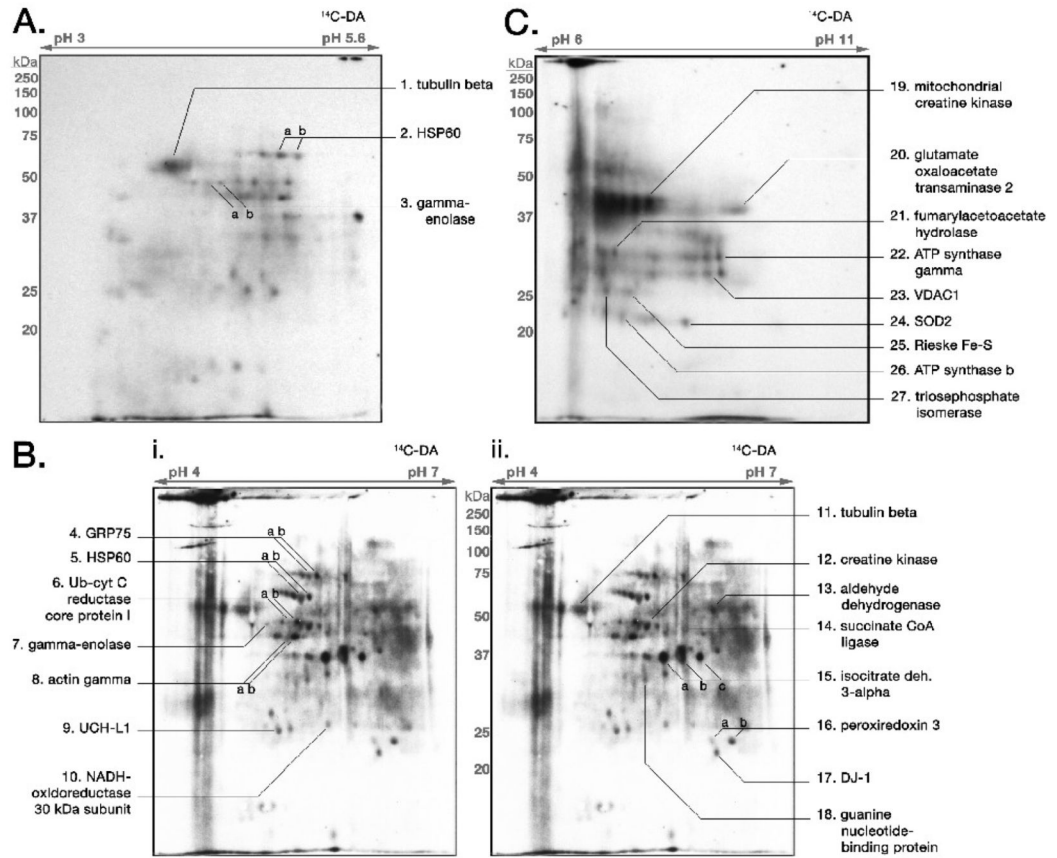 A.
14C-DA
pH 3 pH 5.6
kDa
250
150
100
75
50
37
25
20
1. tubulin beta
a b
2. HSP60
a b
3. gamma-
enolase
C.
14C-DA
pH 6 pH 11
kDa
250
150
100
75
50
37
25
20
19. mitochondrial
creatine kinase
20. glutamate
oxaloacetate
transaminase 2
21. fumarylacetoacetate
hydrolase
22. ATP synthase
gamma
23. VDAC1
24. SOD2
25. Rieske Fe-S
26. ATP synthase b
27. triosephosphate
isomerase
B.
i.
14C-DA
pH 4 pH 7
4. GRP75
a b
5. HSP60
a b
6. Ub-cyt C
reductase
core protein I
a b
7. gamma-enolase
8. actin gamma
a b
9. UCH-L1
10. NADH-
oxidoreductase
30 kDa subunit
ii.
14C-DA
pH 4 pH 7
kDa
250
150
100
75
50
37
25
20
11. tubulin beta
12. creatine kinase
13. aldehyde
dehydrogenase
14. succinate CoA
ligase
15. isocitrate deh.
3-alpha
a b c
16. peroxiredoxin 3
a b
17. DJ-1
18. guanine
nucleotide-
binding protein